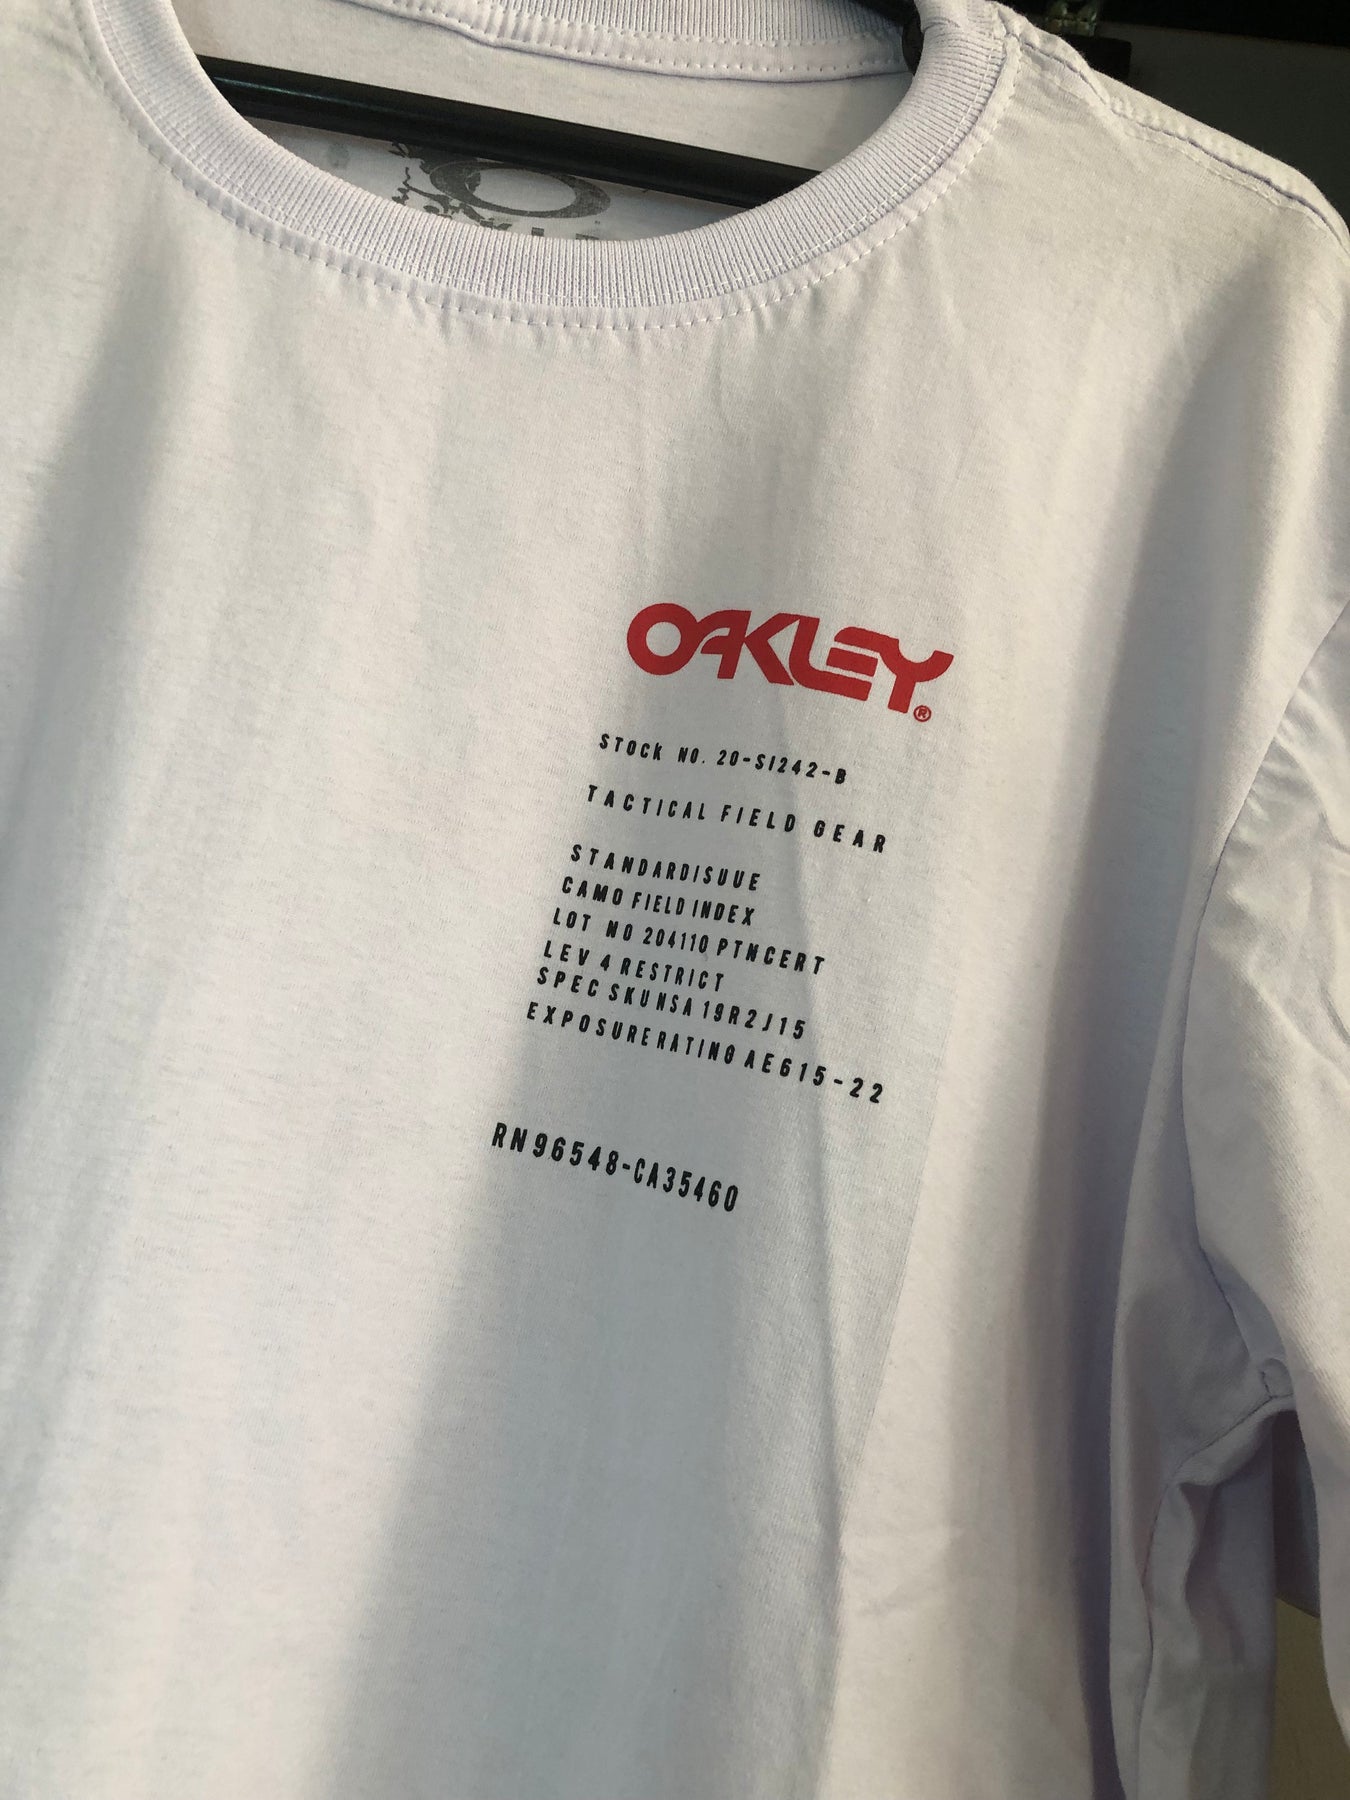 OAKLEY®
STOCK NO. 20-SI242-B
TACTICAL FIELD GEAR
STANDARDISUUE
CAMO FIELD INDEX
LOT NO 204110 PTNCERT
LEV 4 RESTRICT
SPEC SKUNSA 19R2J15
EXPOSURERATING AE615-22
RN96548-CA35460